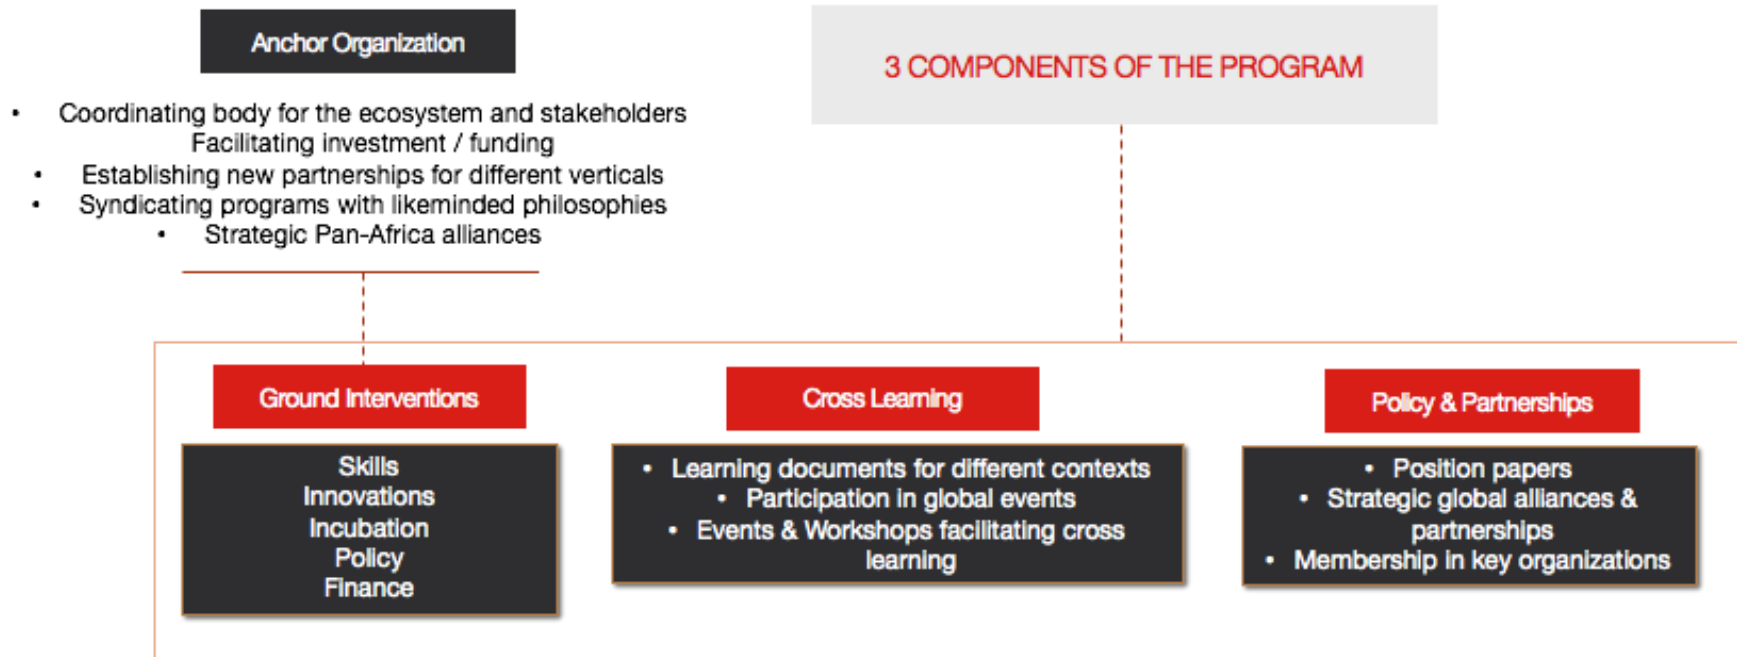 Anchor Organization
• Coordinating body for the ecosystem and stakeholders
Facilitating investment / funding
• Establishing new partnerships for different verticals
• Syndicating programs with likeminded philosophies
• Strategic Pan-Africa alliances
3 COMPONENTS OF THE PROGRAM
Ground Interventions
Skills
Innovations
Incubation
Policy
Finance
Cross Learning
• Learning documents for different contexts
• Participation in global events
• Events & Workshops facilitating cross
learning
Policy & Partnerships
• Position papers
• Strategic global alliances &
partnerships
• Membership in key organizations